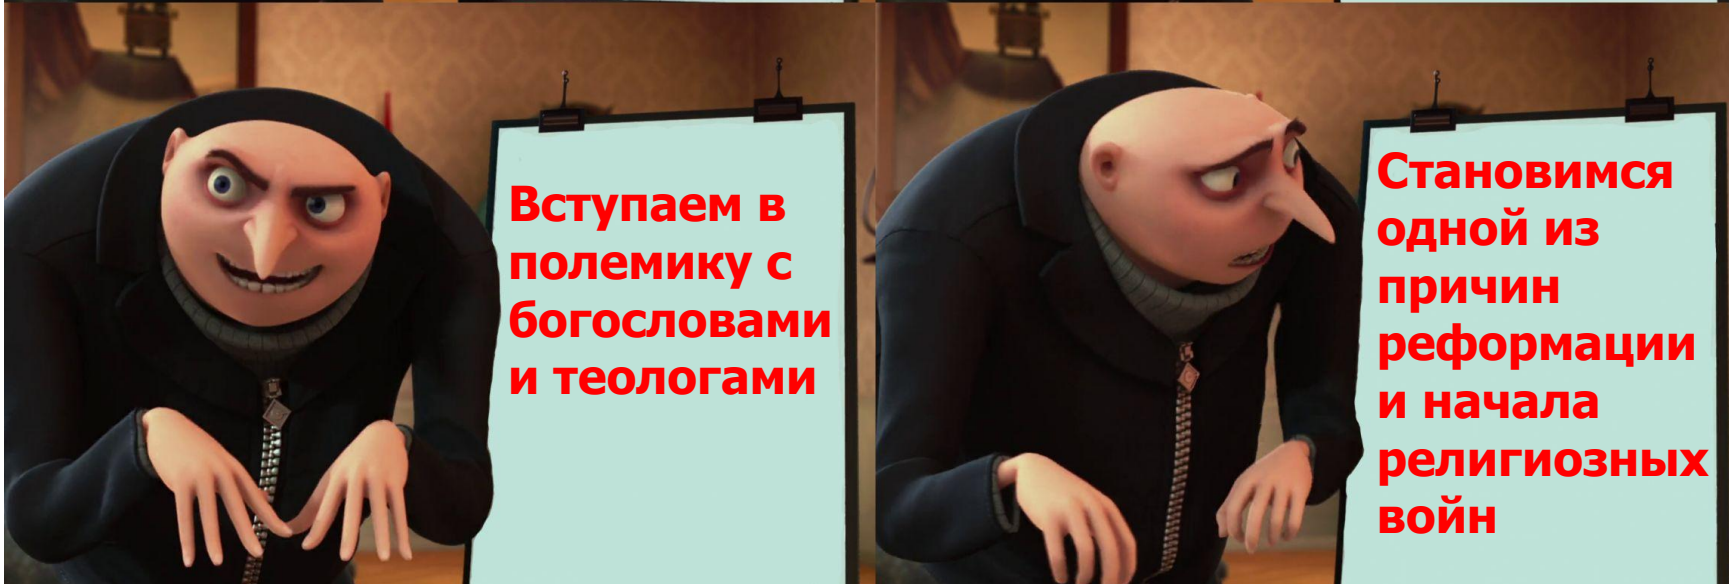 Вступаем в
полемику с
богословами
и теологами
Становимся
одной из
причин
реформации
и начала
религиозных
войн